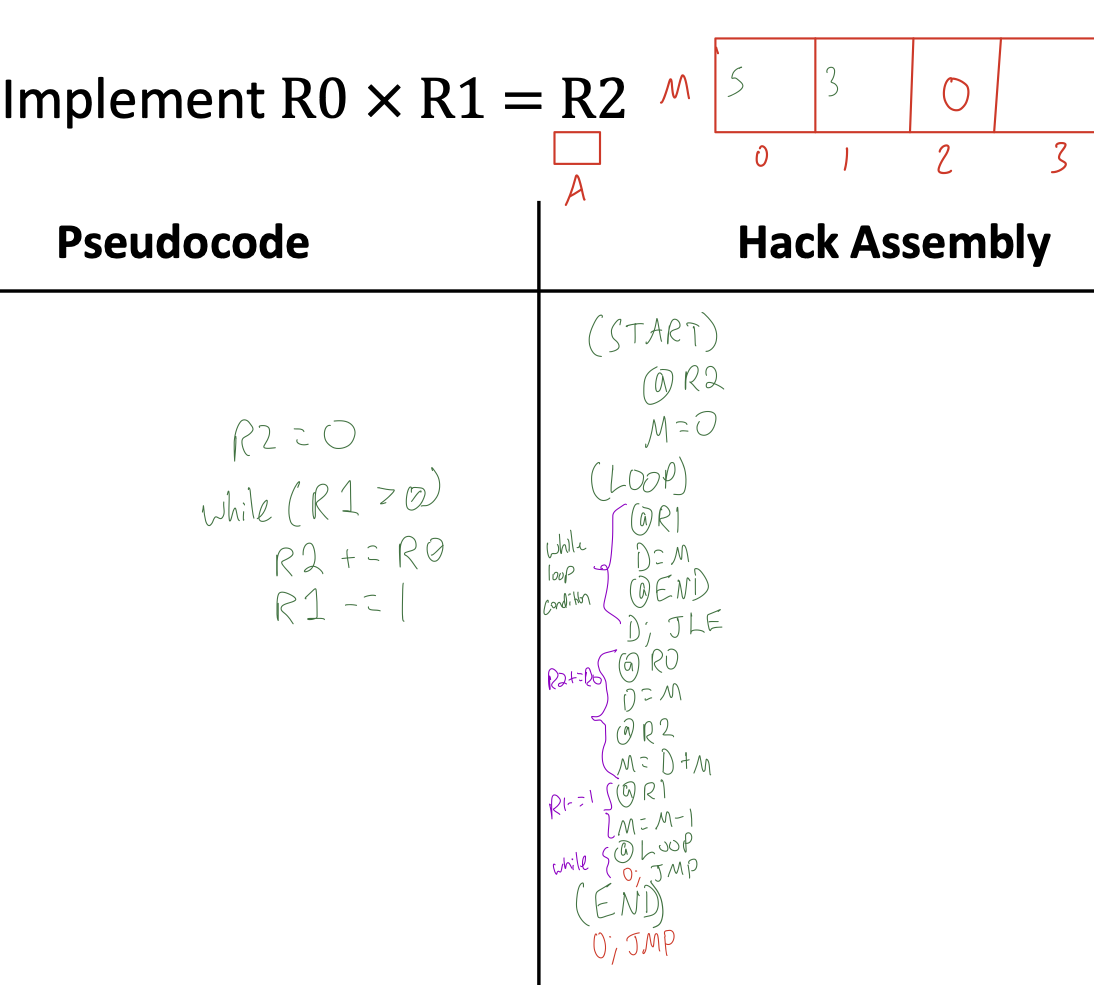 Implement R0 × R1 = R2
M
5 3 0
0 1 2 3
A
Pseudocode
R2 = 0
while (R1 > 0)
R2 += R0
R1 -= 1
Hack Assembly
(START)
@R2
M=0
(LOOP)
while loop condition
@R1
D=M
@END
D; JLE
R2+=R0
@R0
D=M
@R2
M=D+M
R1-=1
@R1
M=M-1
while
@LOOP
0; JMP
(END)
0; JMP